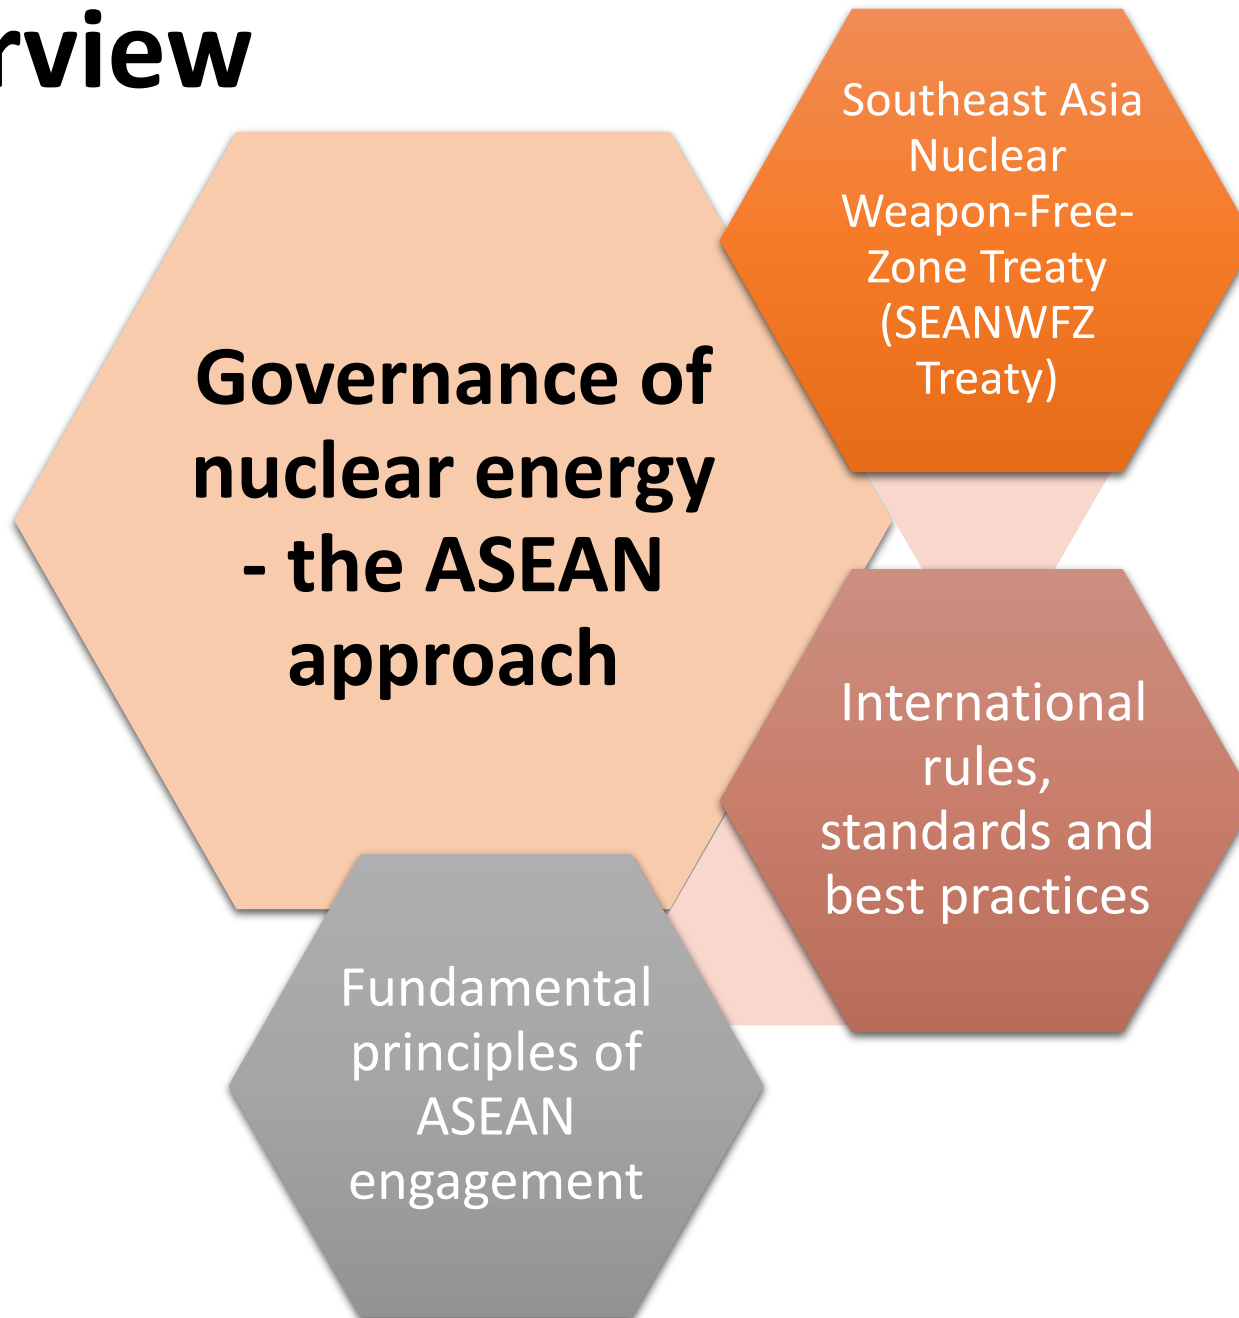 rview
Southeast Asia
Nuclear
Weapon-Free-
Zone Treaty
(SEANWFZ
Treaty)
Governance of
nuclear energy
- the ASEAN
approach
International
rules,
standards and
best practices
Fundamental
principles of
ASEAN
engagement